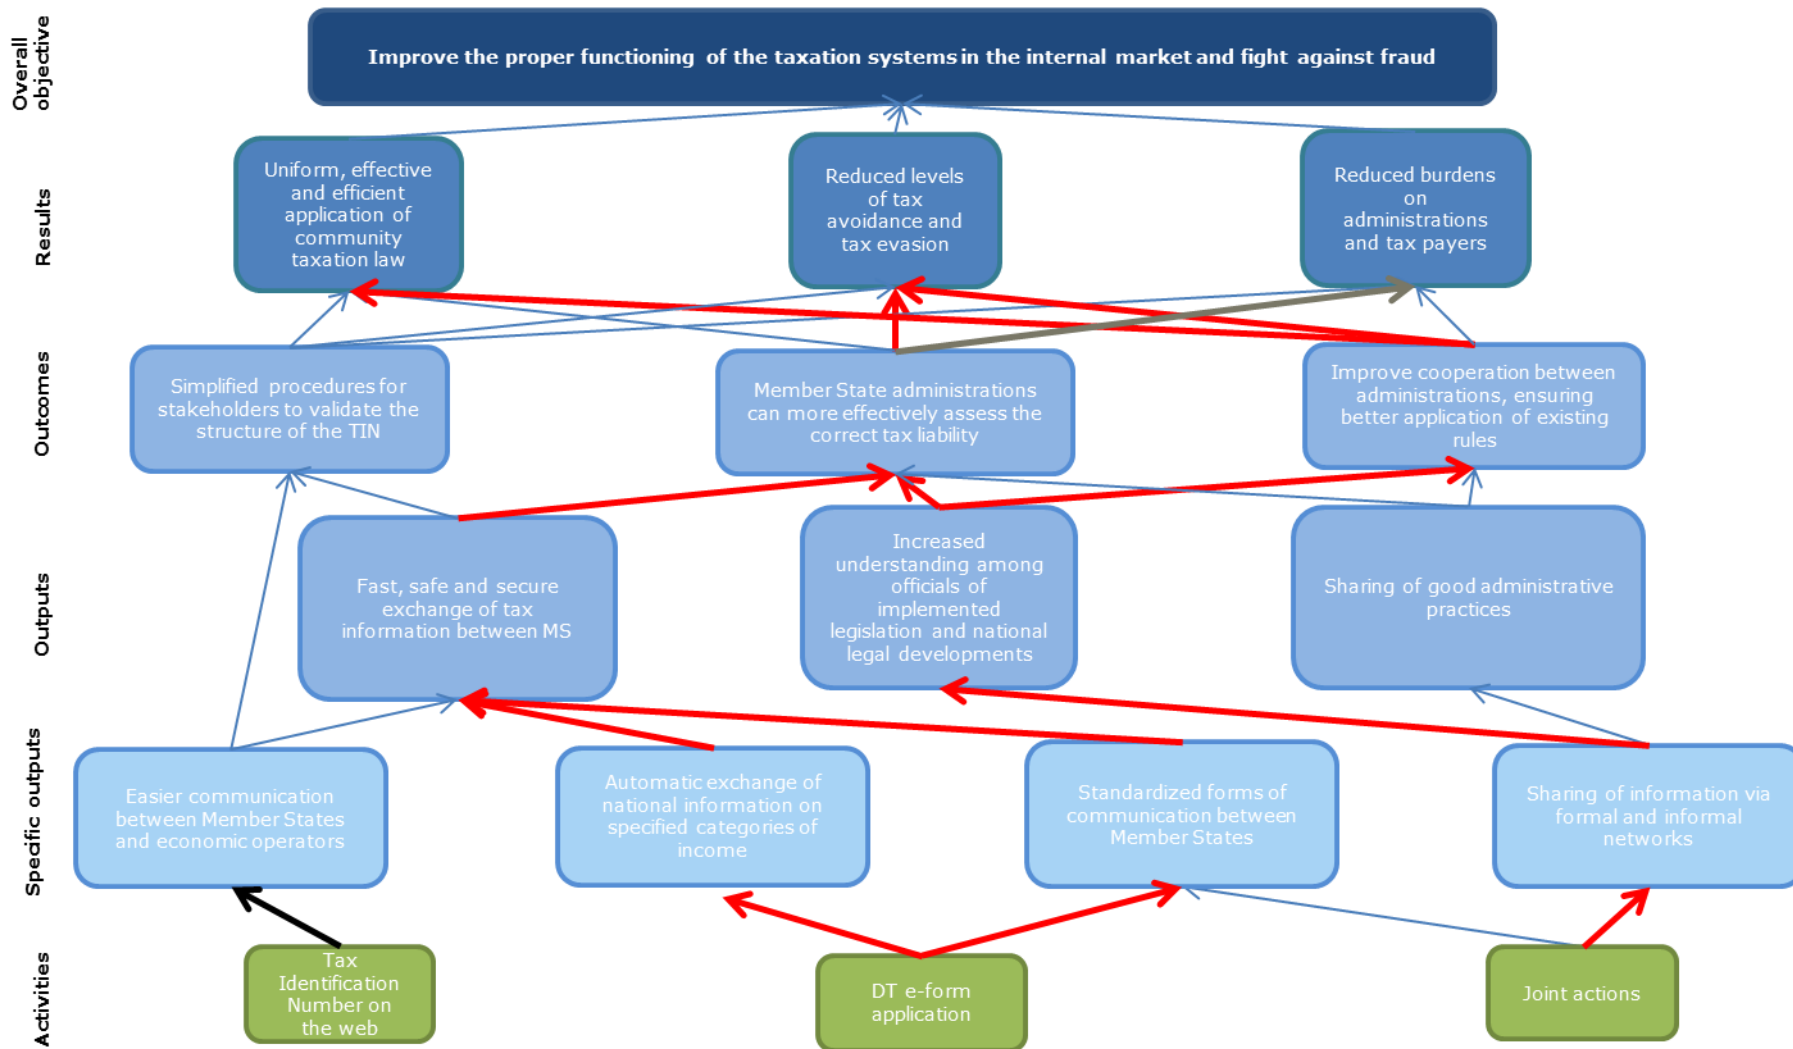 Overall
objective
Improve the proper functioning of the taxation systems in the internal market and fight against fraud
Results
Uniform, effective
and efficient
application of
community
taxation law
Reduced levels
of tax
avoidance and
tax evasion
Reduced burdens
on
administrations
and tax payers
Outcomes
Simplified procedures for
stakeholders to validate the
structure of the TIN
Member State administrations
can more effectively assess the
correct tax liability
Improve cooperation between
administrations, ensuring
better application of existing
rules
Outputs
Fast, safe and secure
exchange of tax
information between MS
Increased
understanding among
officials of
implemented
legislation and national
legal developments
Sharing of good administrative
practices
Specific outputs
Easier communication
between Member States
and economic operators
Automatic exchange of
national information on
specified categories of
income
Standardized forms of
communication between
Member States
Sharing of information via
formal and informal
networks
Activities
Tax
Identification
Number on
the web
DT e-form
application
Joint actions